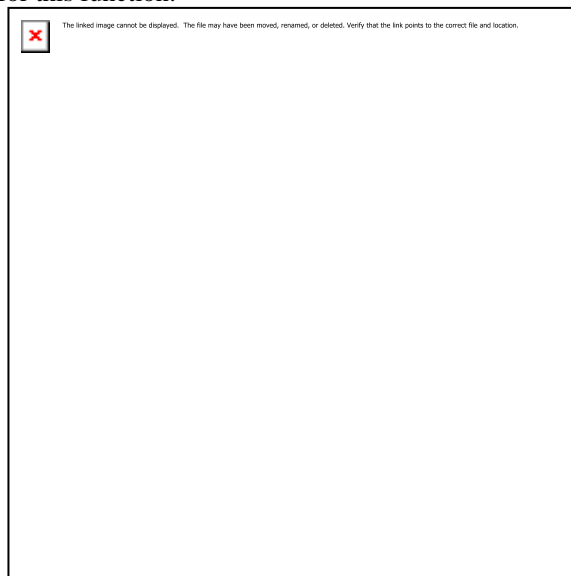 for this function.
The linked image cannot be displayed. The file may have been moved, renamed, or deleted. Verify that the link points to the correct file and location.